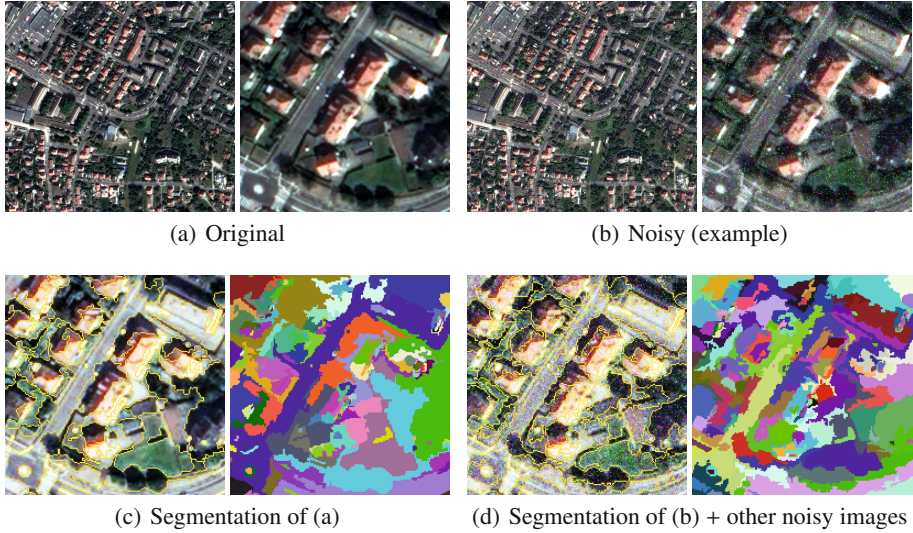 (a) Original
(b) Noisy (example)
(c) Segmentation of (a)
(d) Segmentation of (b) + other noisy images